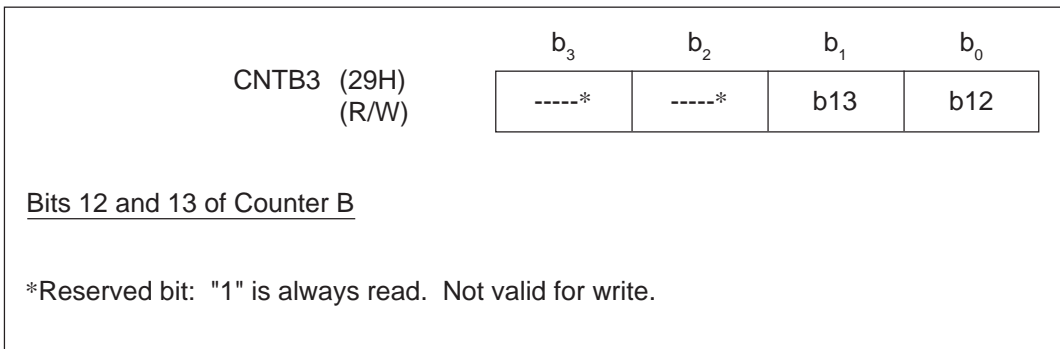 b3 b2 b1 b0
CNTB3 (29H)
(R/W)
-----* -----* b13 b12
Bits 12 and 13 of Counter B
*Reserved bit: "1" is always read. Not valid for write.